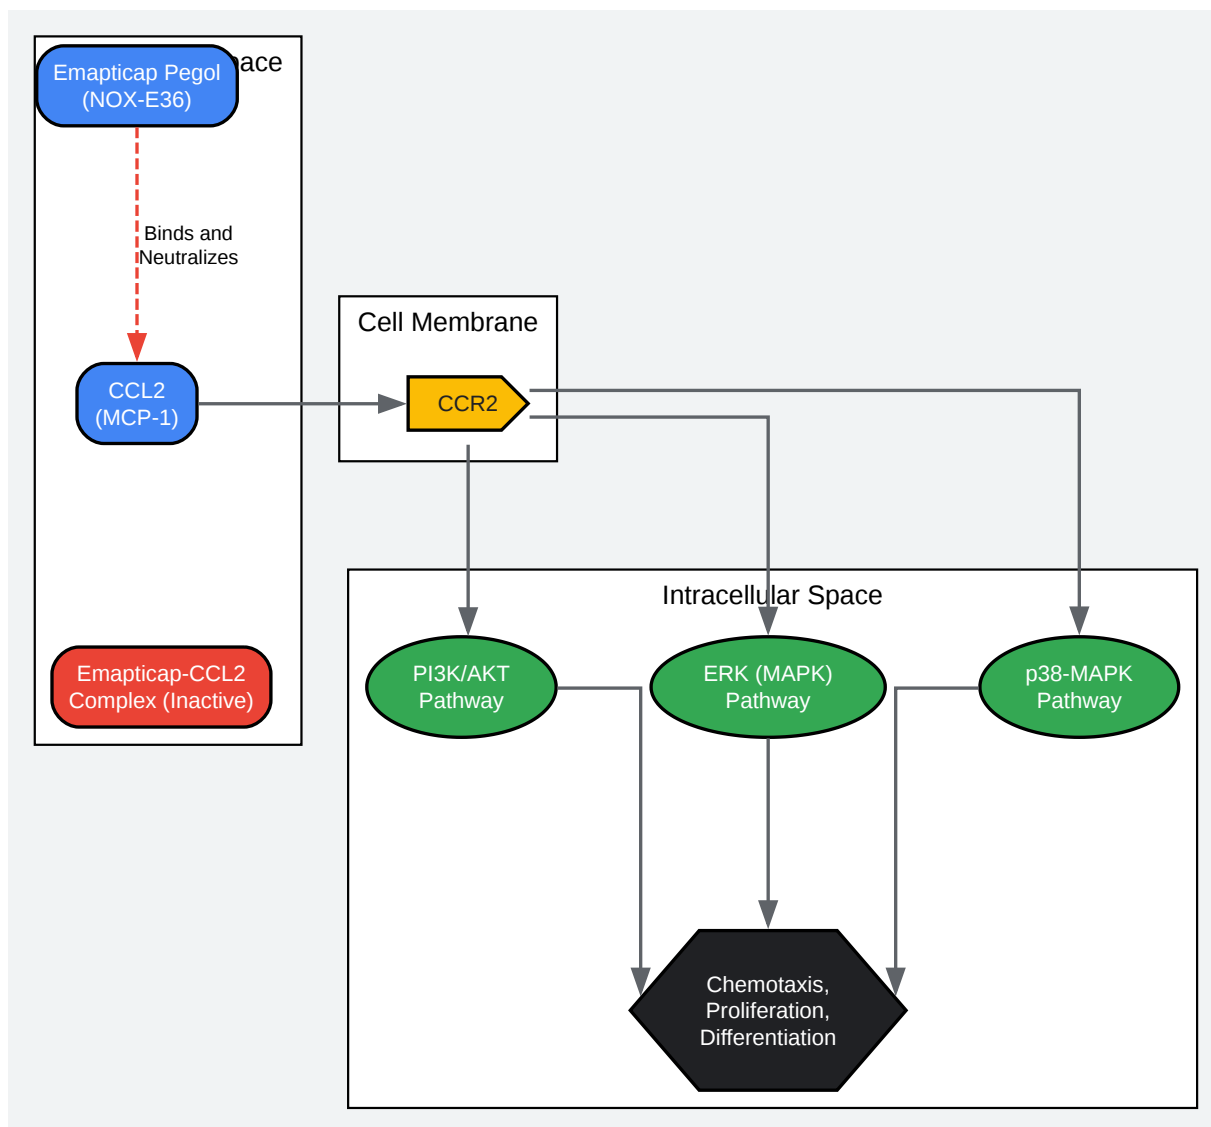 Emapticap Pegol
(NOX-E36)
Binds and
Neutralizes
CCL2
(MCP-1)
Emapticap-CCL2
Complex (Inactive)
Cell Membrane
CCR2
Intracellular Space
PI3K/AKT
Pathway
ERK (MAPK)
Pathway
p38-MAPK
Pathway
Chemotaxis,
Proliferation,
Differentiation